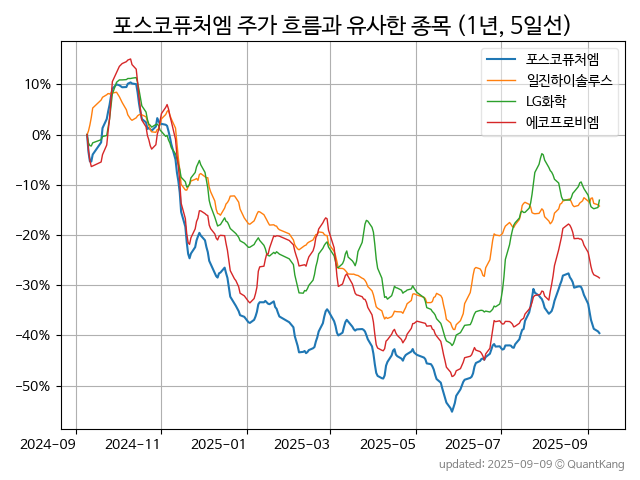 포스코퓨처엠 주가 흐름과 유사한 종목 (1년, 5일선)
포스코퓨처엠
일진하이솔루스
LG화학
에코프로비엠
10%
0%
−10%
−20%
−30%
−40%
−50%
2024-09 2024-11 2025-01 2025-03 2025-05 2025-07 2025-09
updated: 2025-09-09 © QuantKang